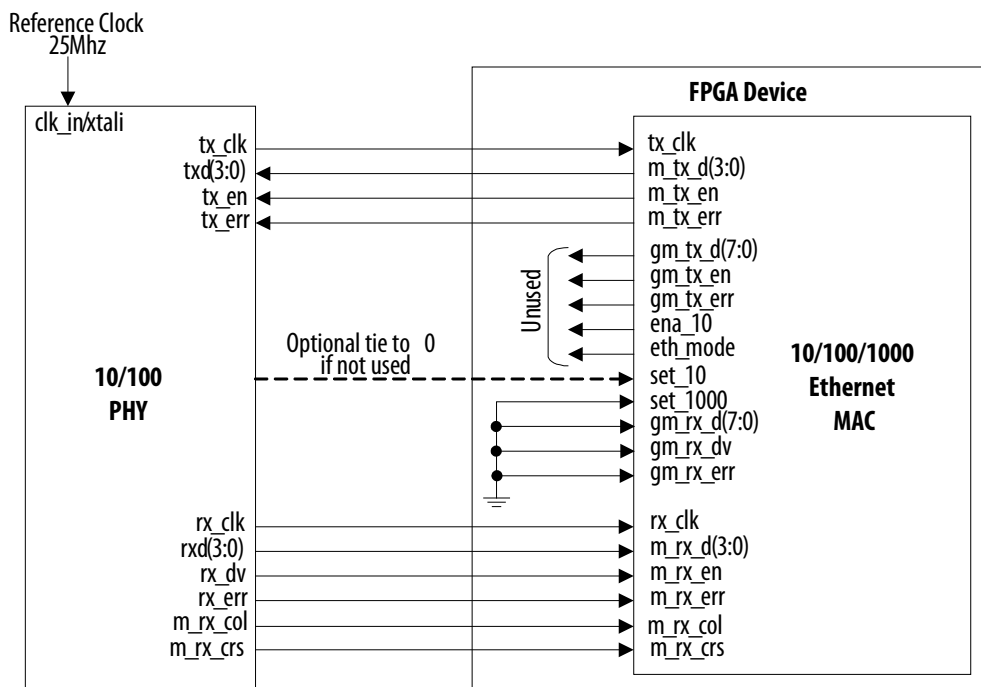 Reference Clock
25Mhz
FPGA Device
clk_in/xtali
tx_clk
txd(3:0)
tx_en
tx_err
tx_clk
m_tx_d(3:0)
m_tx_en
m_tx_err
Unused
gm_tx_d(7:0)
gm_tx_en
gm_tx_err
ena_10
eth_mode
Optional tie to 0
if not used
10/100
PHY
set_10
set_1000
gm_rx_d(7:0)
gm_rx_dv
gm_rx_err
10/100/1000
Ethernet
MAC
rx_clk
rxd(3:0)
rx_dv
rx_err
m_rx_col
m_rx_crs
rx_clk
m_rx_d(3:0)
m_rx_en
m_rx_err
m_rx_col
m_rx_crs